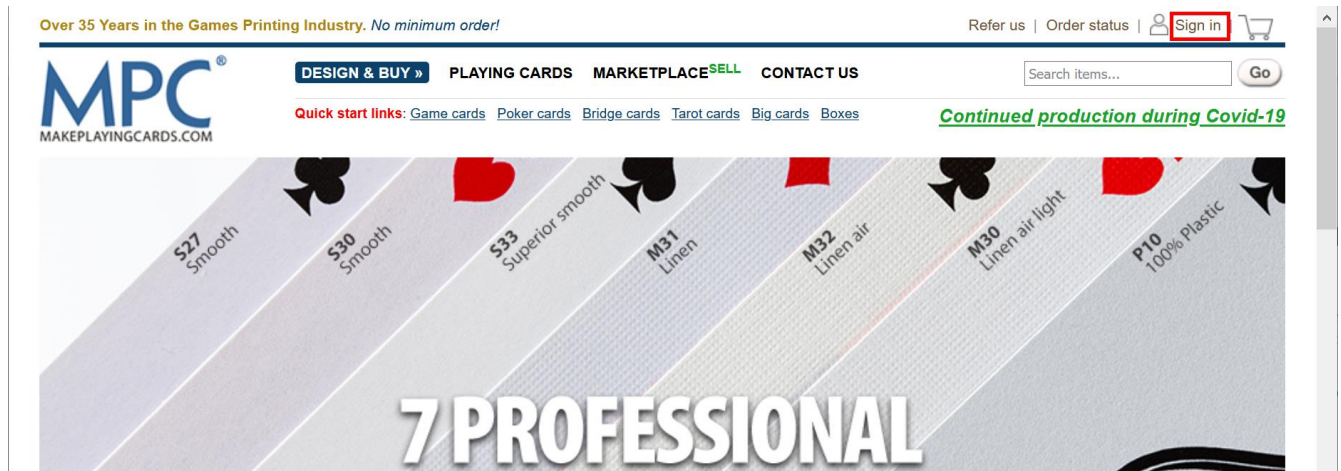 Over 35 Years in the Games Printing Industry. No minimum order!
Refer us | Order status | Sign in |
MPC®
MAKEPLAYINGCARDS.COM
DESIGN & BUY » PLAYING CARDS MARKETPLACE SELL CONTACT US
Search items... Go
Quick start links: Game cards Poker cards Bridge cards Tarot cards Big cards Boxes
Continued production during Covid-19
S27
Smooth
S30
Smooth
S33
Superior smooth
M31
Linen
M32
Linen air
M30
Linen air light
P10
100% Plastic
7 PROFESSIONAL